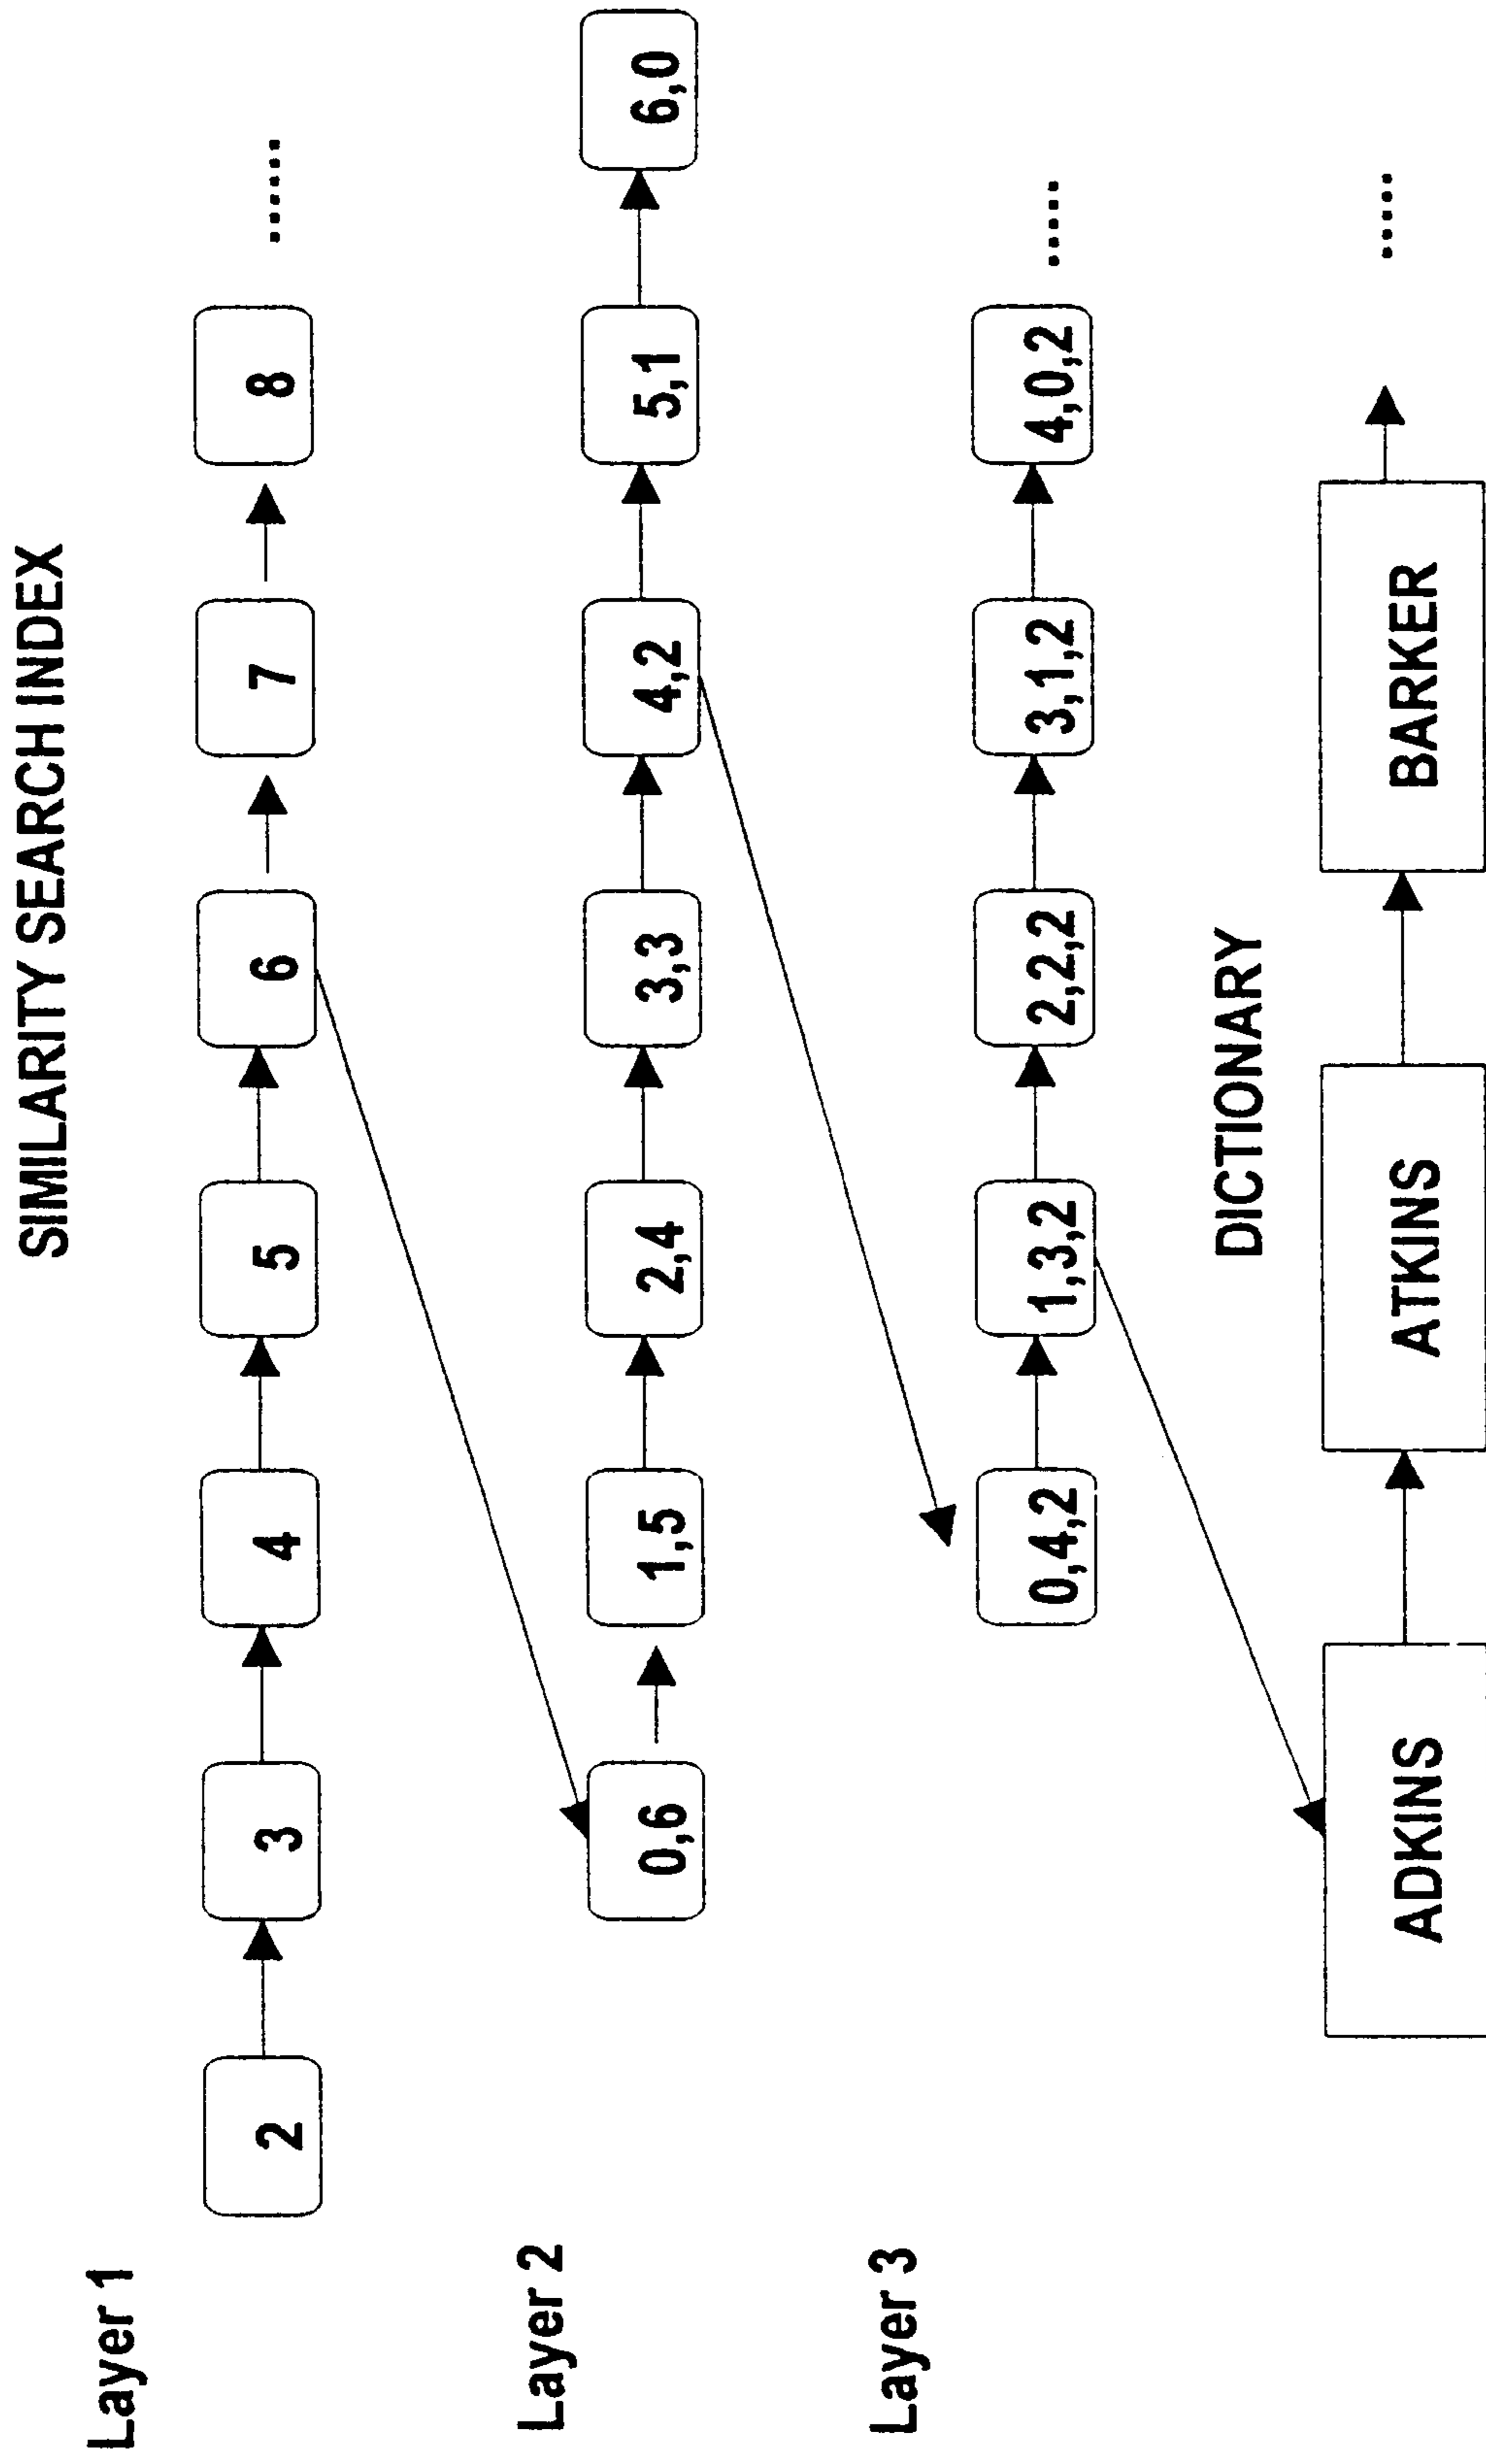 SIMILARITY SEARCH INDEX
Layer 1
2 3 4 5 6 7 8 ......
Layer 2
0,6 1,5 2,4 3,3 4,2 5,1 6,0
Layer 3
0,4,2 1,3,2 2,2,2 3,1,2 4,0,2 .....
DICTIONARY
ADKINS ATKINS BARKER .....